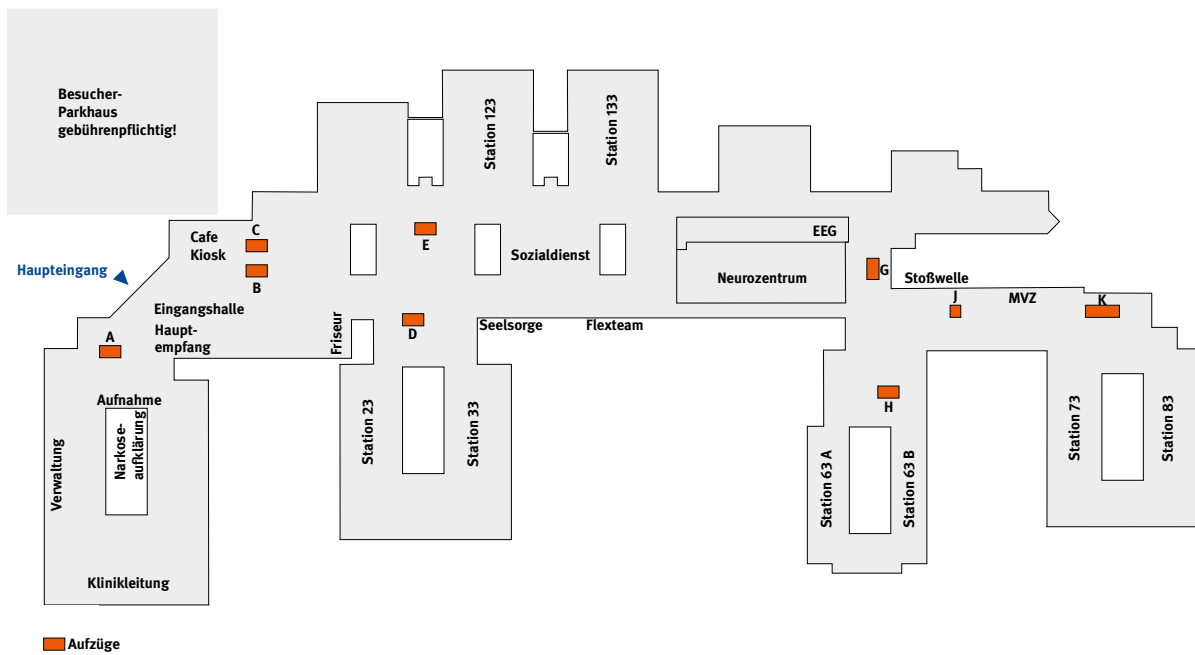 Besucher-
Parkhaus
gebührenpflichtig!
Station 123
Station 133
C
Cafe
Kiosk
E
EEG
Sozialdienst
Haupteingang
B
G
Stoßwelle
Neurozentrum
J
MVZ
K
Eingangshalle
Haupt-
empfang
A
Friseur
D
Seelsorge
Flexteam
Aufnahme
Narkose-
aufklärung
Verwaltung
Station 23
Station 33
H
Station 63 A
Station 63 B
Station 73
Station 83
Klinikleitung
Aufzüge